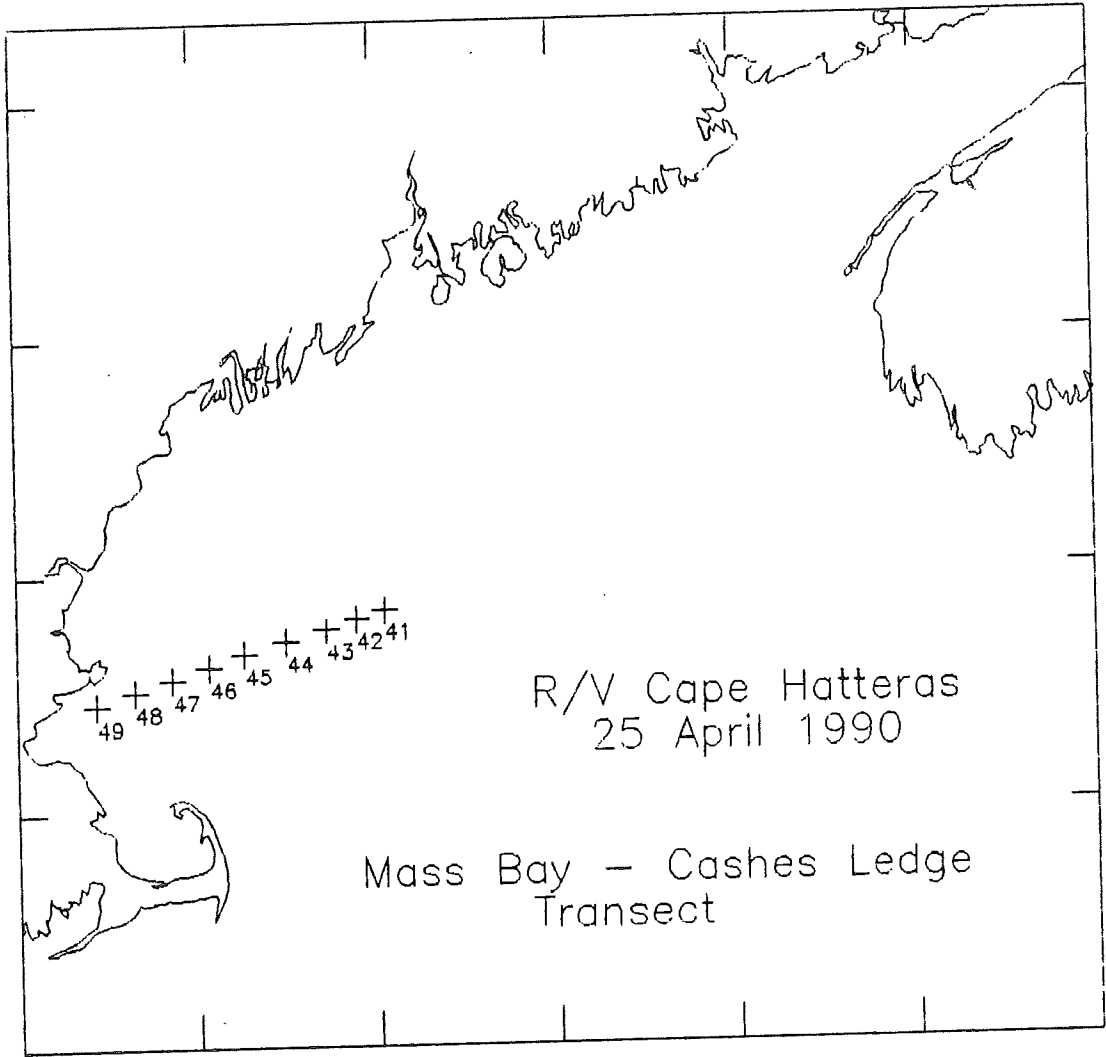 41
42
43
44
45
46
47
48
49
R/V Cape Hatteras
25 April 1990
Mass Bay – Cashes Ledge
Transect